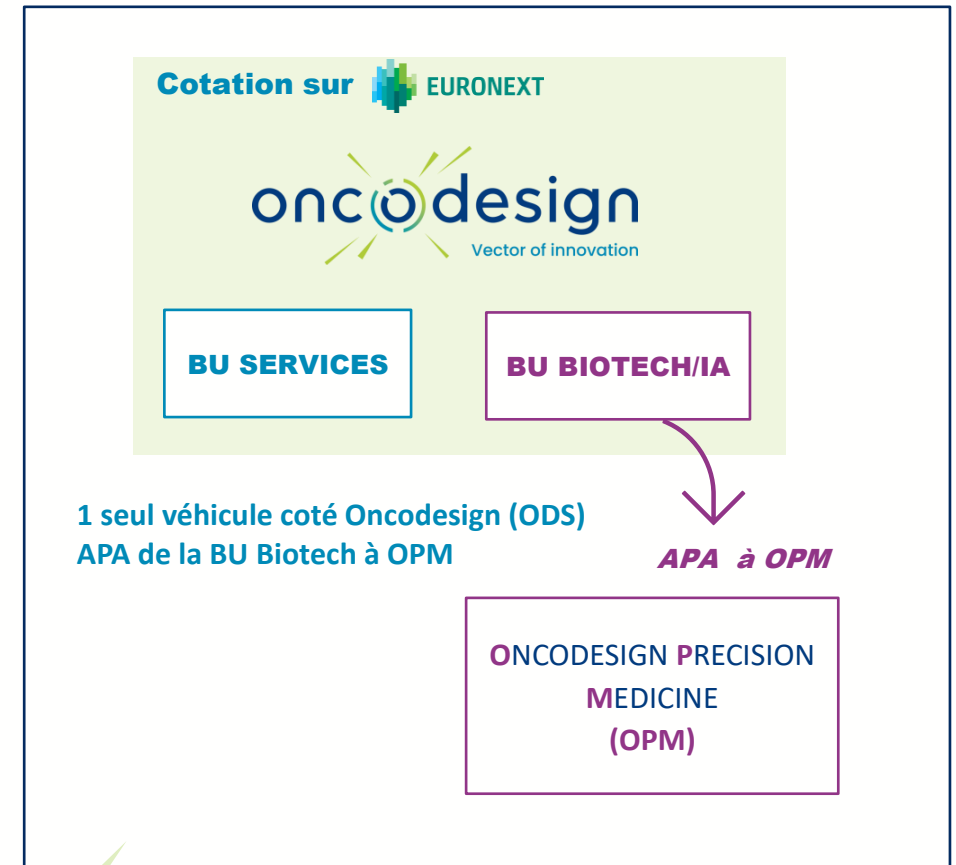 Cotation sur EURONEXT
oncodesign
Vector of innovation
BU SERVICES
BU BIOTECH/IA
1 seul véhicule coté Oncodesign (ODS)
APA de la BU Biotech à OPM
APA à OPM
ONCODESIGN PRECISION
MEDICINE
(OPM)